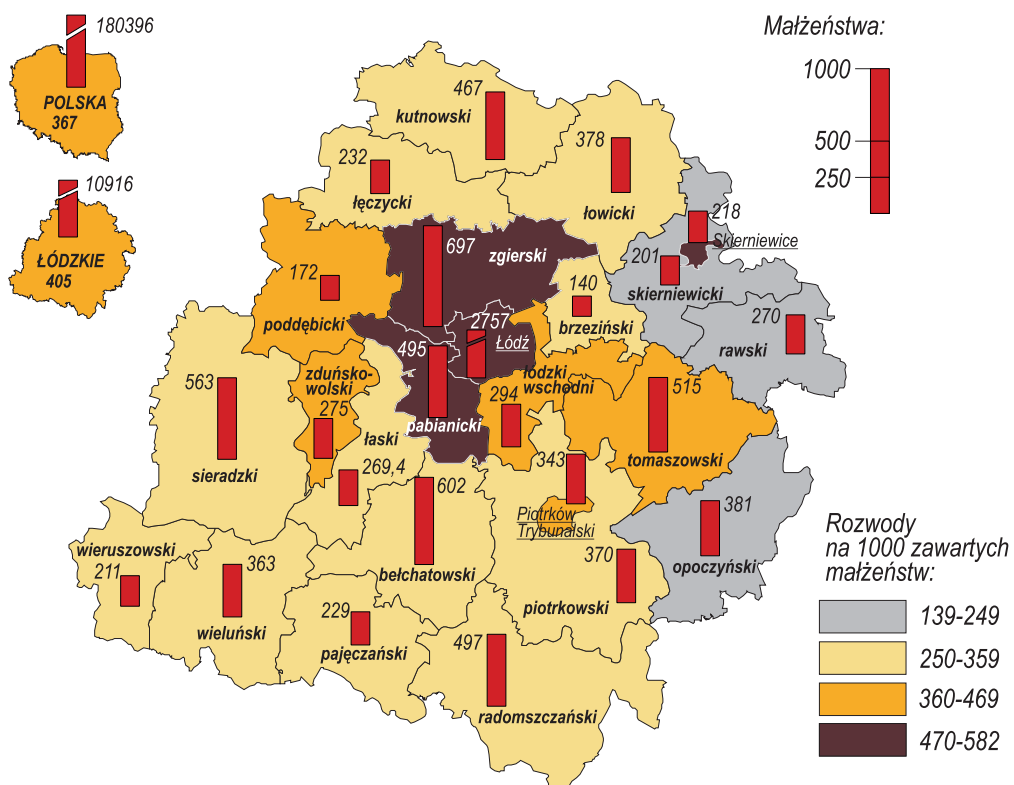 180396
POLSKA
367
10916
ŁÓDZKIE
405
Małżeństwa:
1000
500
250
467
kutnowski
378
łowicki
232
łęczycki
218
Skierniewice
201
skierniewicki
697
zgierski
172
poddębicki
140
brzeziński
270
rawski
2757
Łódź
495
pabianicki
łódzki
wschodni
294
zduńsko-
wolski
275
563
sieradzki
łaski
269,4
515
tomaszowski
343
Piotrków
Trybunalski
602
bełchatowski
381
opoczyński
370
piotrkowski
wieruszowski
211
363
wieluński
229
pajęczański
497
radomszczański
Rozwody
na 1000 zawartych
małżeństw:
139-249
250-359
360-469
470-582